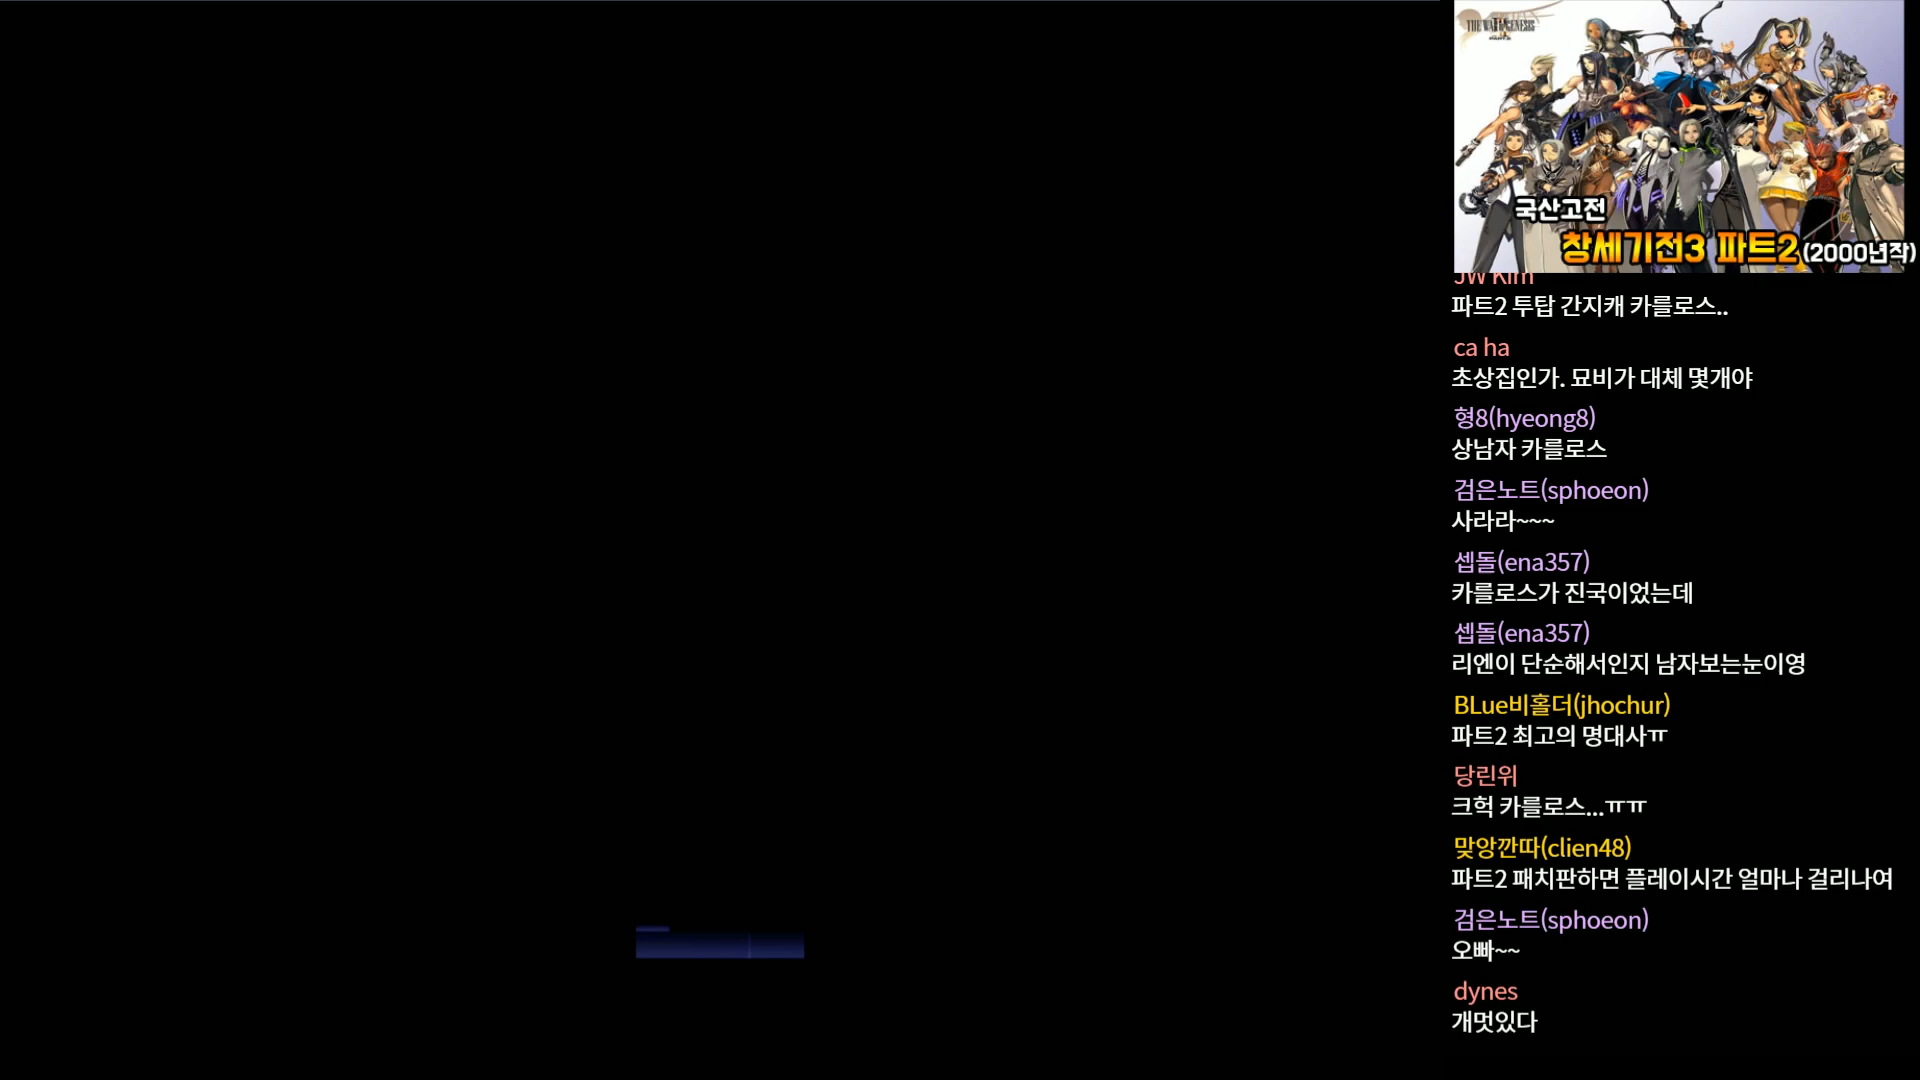 THE WAR OF GENESIS
국산고전
창세기전3 파트2 (2000년작)
JW Kim
파트2 투탑 간지캐 카를로스..
ca ha
초상집인가. 묘비가 대체 몇개야
형8(hyeong8)
상남자 카를로스
검은노트(sphoeon)
사라라~~~
셉돌(ena357)
카를로스가 진국이었는데
셉돌(ena357)
리엔이 단순해서인지 남자보는눈이영
BLue비홀더(jhochur)
파트2 최고의 명대사ㅠ
당린위
크헉 카를로스...ㅠㅠ
맞앙깐따(clien48)
파트2 패치판하면 플레이시간 얼마나 걸리나여
검은노트(sphoeon)
오빠~~
dynes
개멋있다